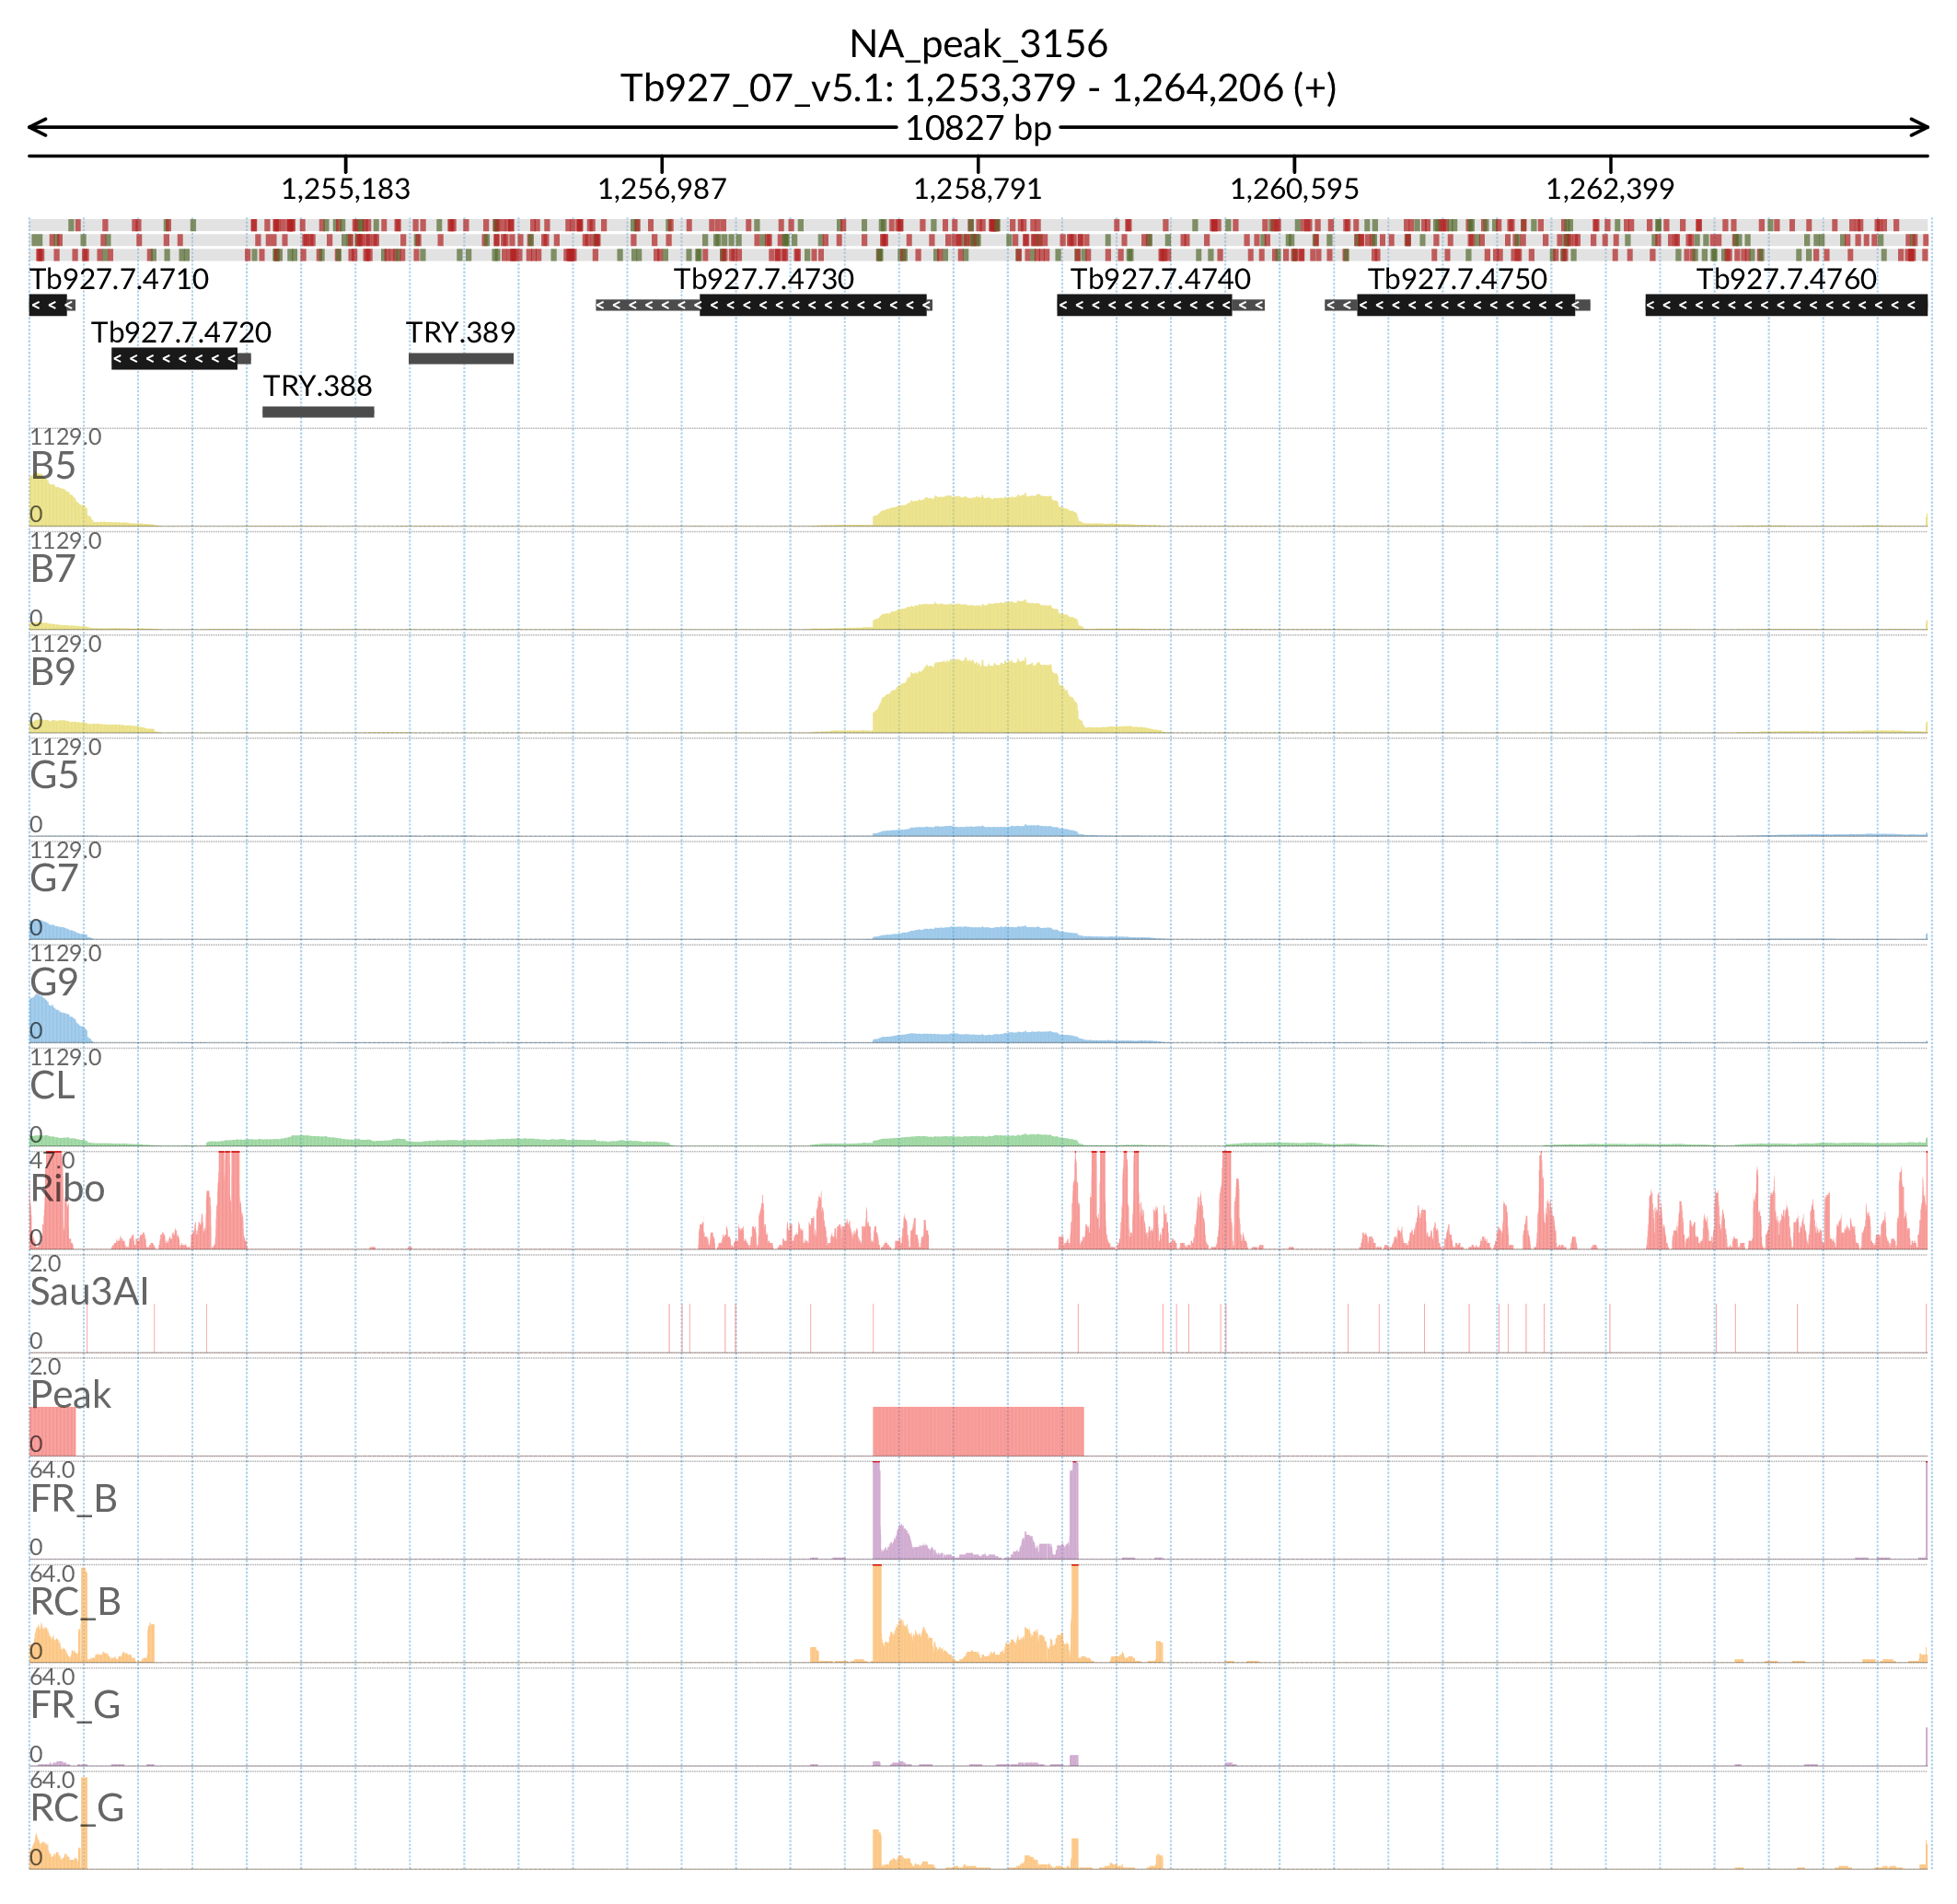 NA_peak_3156
Tb927_07_v5.1: 1,253,379 - 1,264,206 (+)
10827 bp
1,255,183 1,256,987 1,258,791 1,260,595 1,262,399
Tb927.7.4710 Tb927.7.4730 Tb927.7.4740 Tb927.7.4750 Tb927.7.4760
Tb927.7.4720 TRY.389
TRY.388
1129.0
B5
0
1129.0
B7
0
1129.0
B9
0
1129.0
G5
0
1129.0
G7
0
1129.0
G9
0
1129.0
CL
0
47.0
Ribo
0
2.0
Sau3AI
0
2.0
Peak
0
64.0
FR_B
0
64.0
RC_B
0
64.0
FR_G
0
64.0
RC_G
0